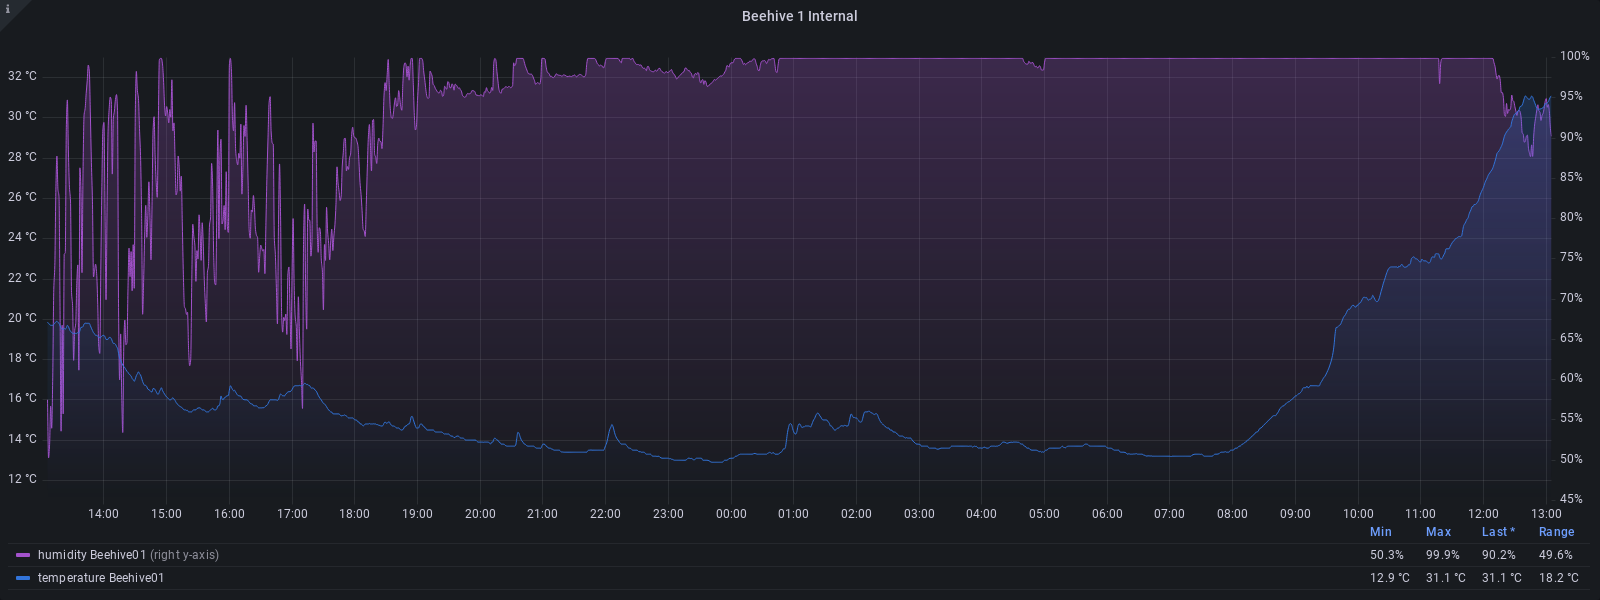 i
Beehive 1 Internal
32 °C
30 °C
28 °C
26 °C
24 °C
22 °C
20 °C
18 °C
16 °C
14 °C
12 °C
100%
95%
90%
85%
80%
75%
70%
65%
60%
55%
50%
45%
14:00 15:00 16:00 17:00 18:00 19:00 20:00 21:00 22:00 23:00 00:00 01:00 02:00 03:00 04:00 05:00 06:00 07:00 08:00 09:00 10:00 11:00 12:00 13:00
Min Max Last * Range
humidity Beehive01 (right y-axis) 50.3% 99.9% 90.2% 49.6%
temperature Beehive01 12.9 °C 31.1 °C 31.1 °C 18.2 °C